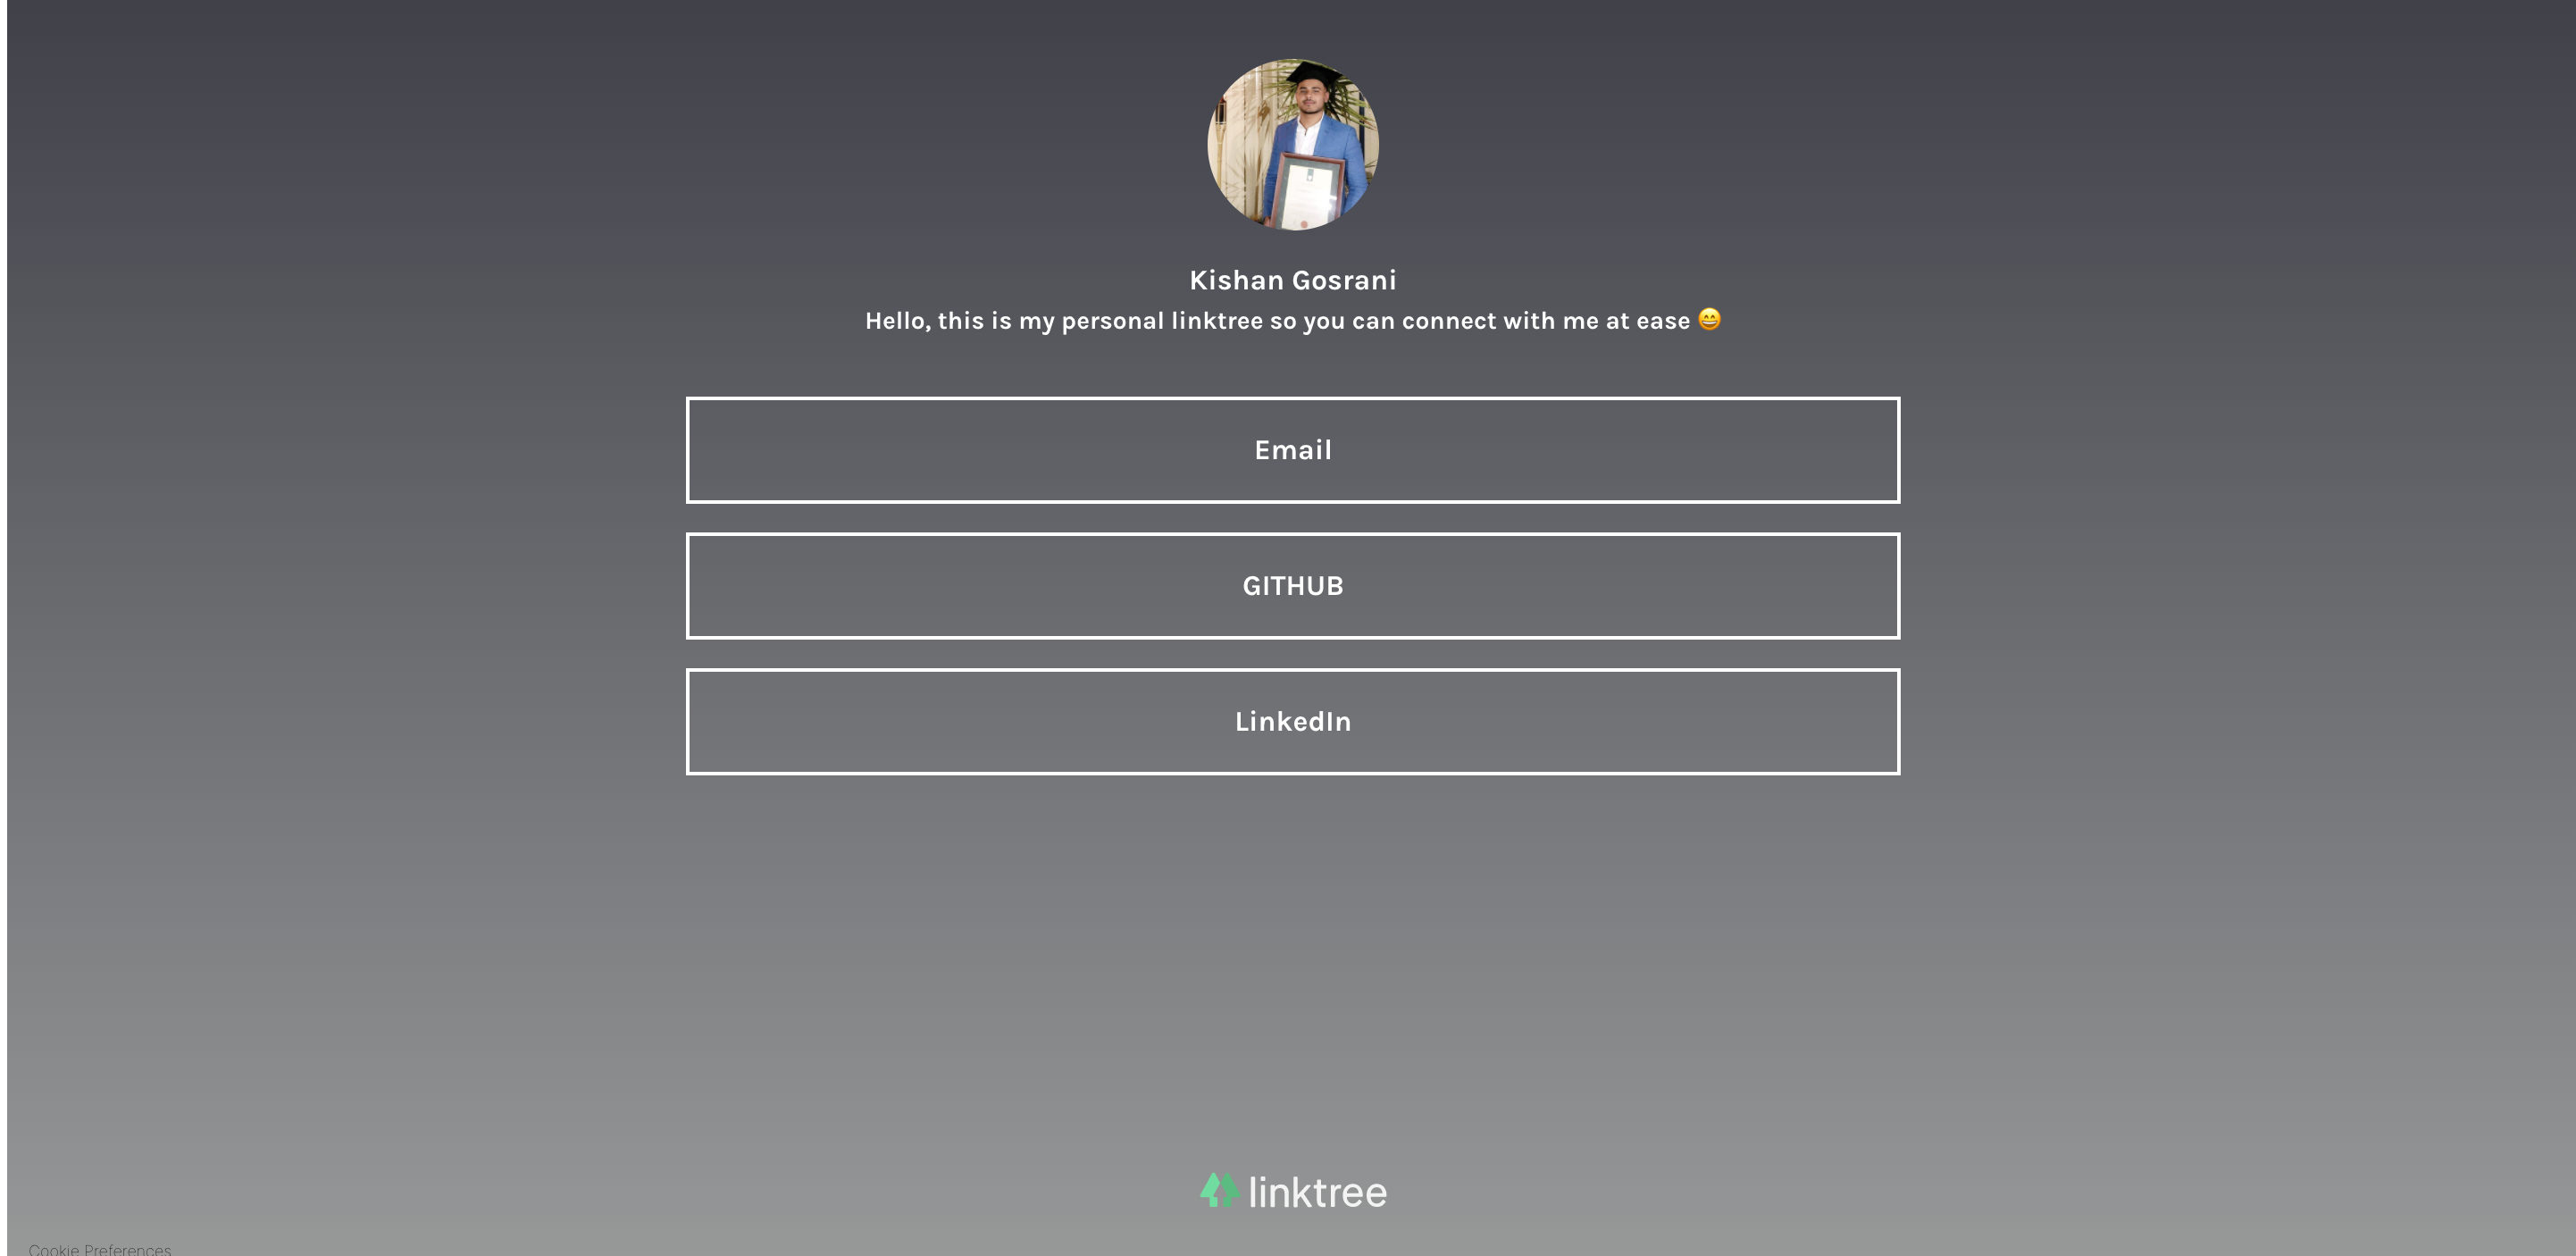 Kishan Gosrani
Hello, this is my personal linktree so you can connect with me at ease 😄
Email
GITHUB
LinkedIn
linktree
Cookie Preferences